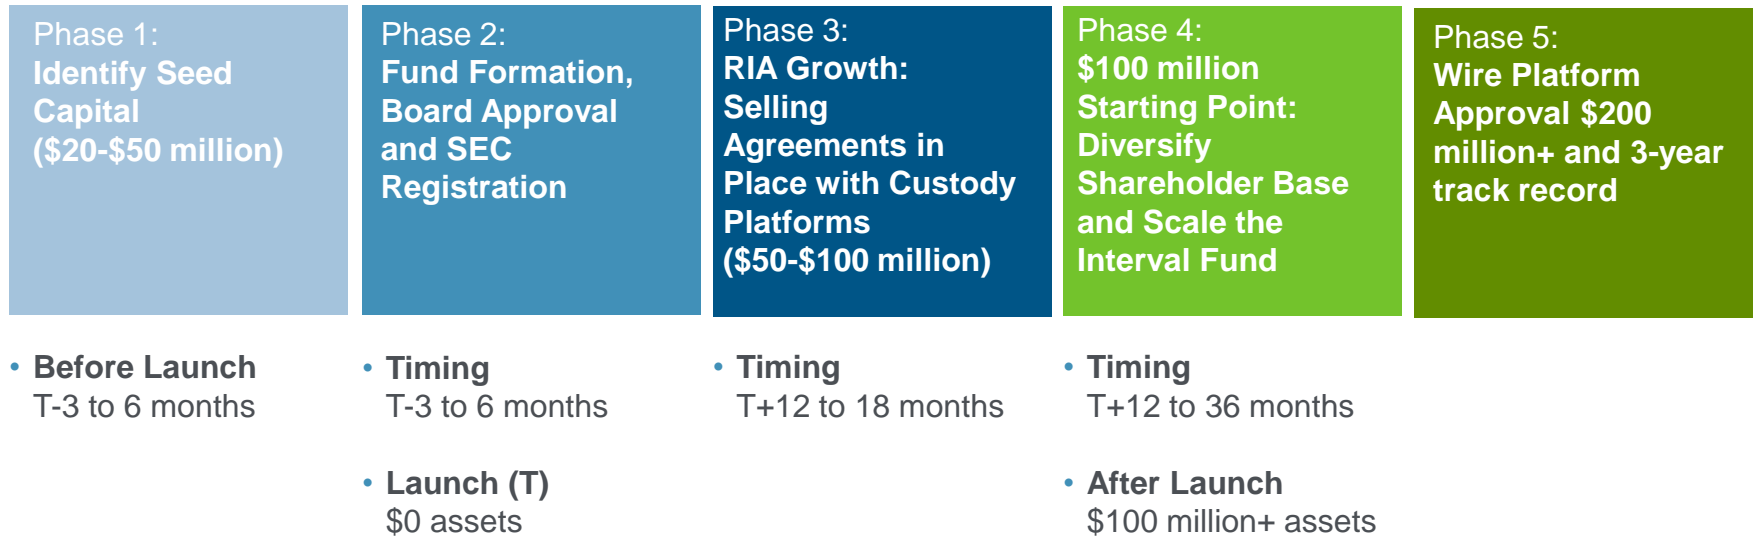 Phase 1:
Identify Seed
Capital
($20-$50 million)
Phase 2:
Fund Formation,
Board Approval
and SEC
Registration
Phase 3:
RIA Growth:
Selling
Agreements in
Place with Custody
Platforms
($50-$100 million)
Phase 4:
$100 million
Starting Point:
Diversify
Shareholder Base
and Scale the
Interval Fund
Phase 5:
Wire Platform
Approval $200
million+ and 3-year
track record
• Before Launch
T-3 to 6 months
• Timing
T-3 to 6 months
• Launch (T)
$0 assets
• Timing
T+12 to 18 months
• Timing
T+12 to 36 months
• After Launch
$100 million+ assets